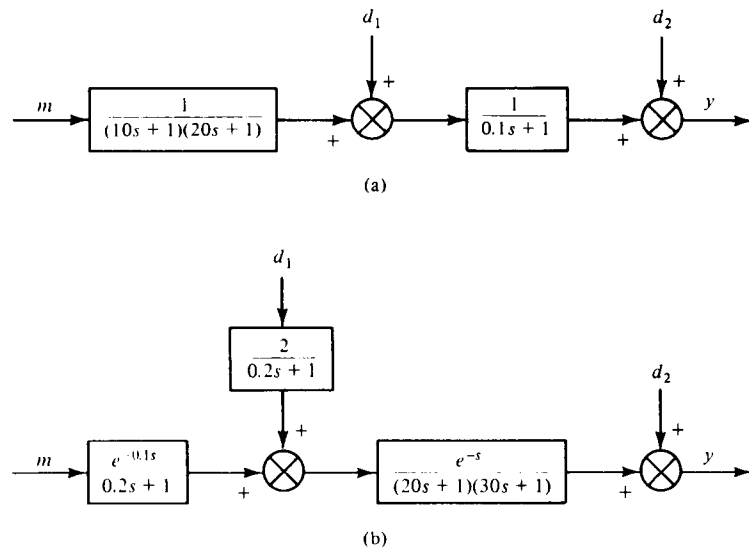 d₁
d₂
m
1
(10s + 1)(20s + 1)
+
+
1
0.1s + 1
+
+
y
(a)
d₁
2
0.2s + 1
d₂
+
+
m
e^-0.1s
0.2s + 1
+
e^-s
(20s + 1)(30s + 1)
+
y
(b)